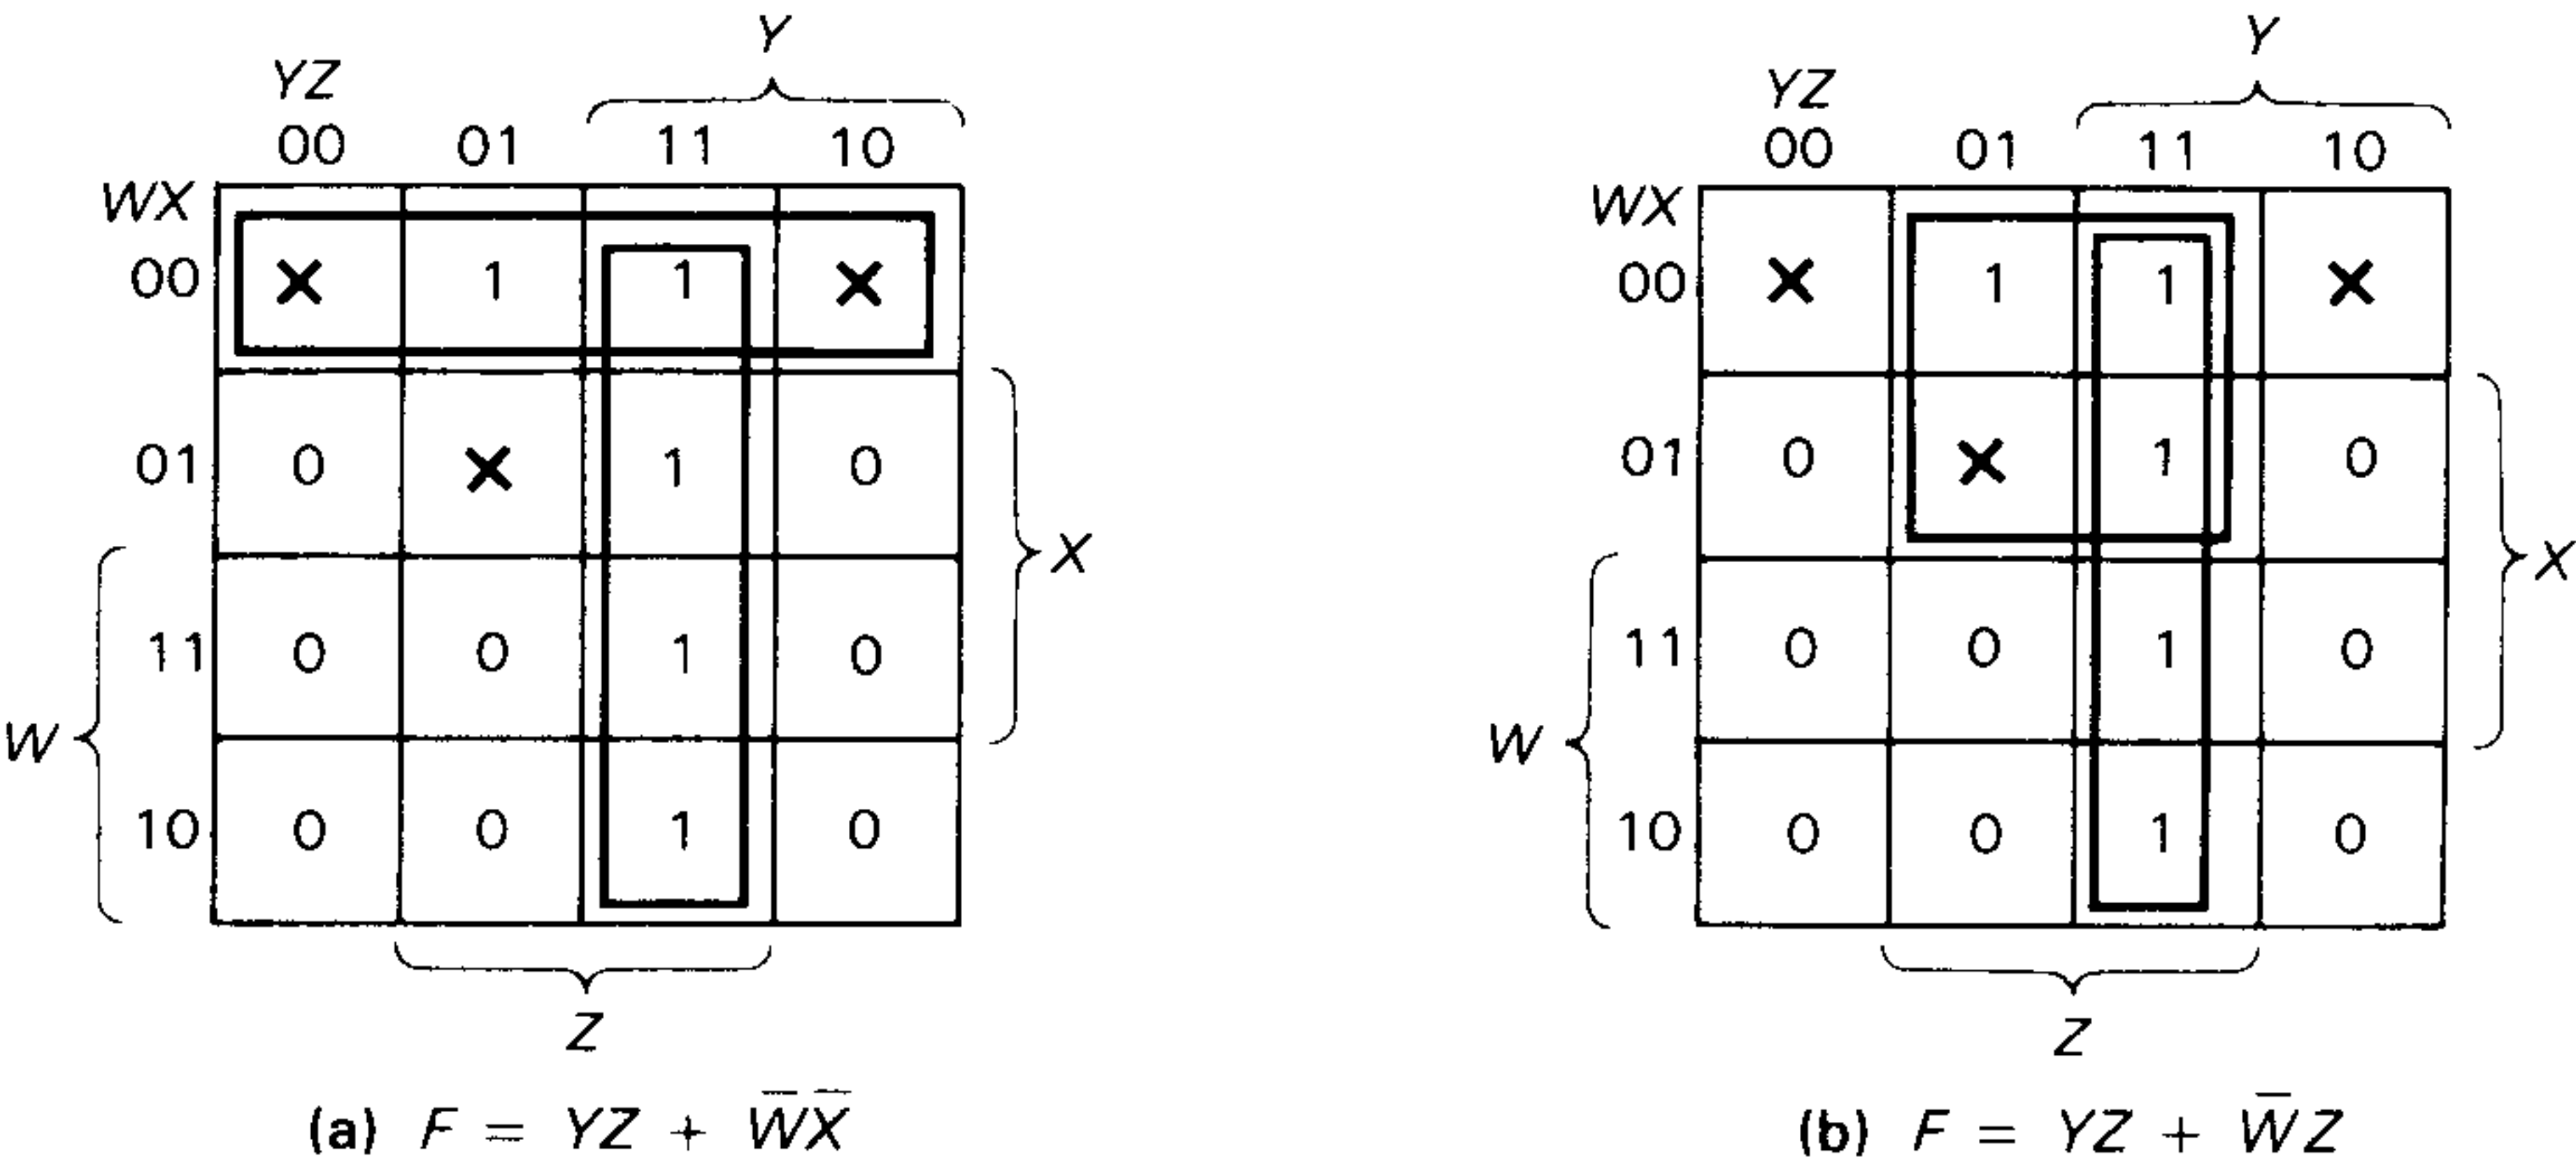 Y
YZ
00 01 11 10
WX
00 × 1 1 ×
01 0 × 1 0
X
11 0 0 1 0
W
10 0 0 1 0
Z
(a) F = YZ + W̅X̅
Y
YZ
00 01 11 10
WX
00 × 1 1 ×
01 0 × 1 0
X
11 0 0 1 0
W
10 0 0 1 0
Z
(b) F = YZ + W̅Z